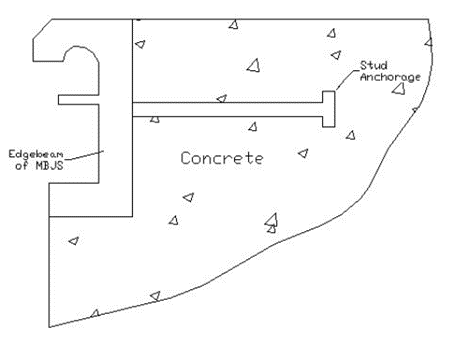 Stud
Anchorage
Edgebeam
of MBJS
Concrete